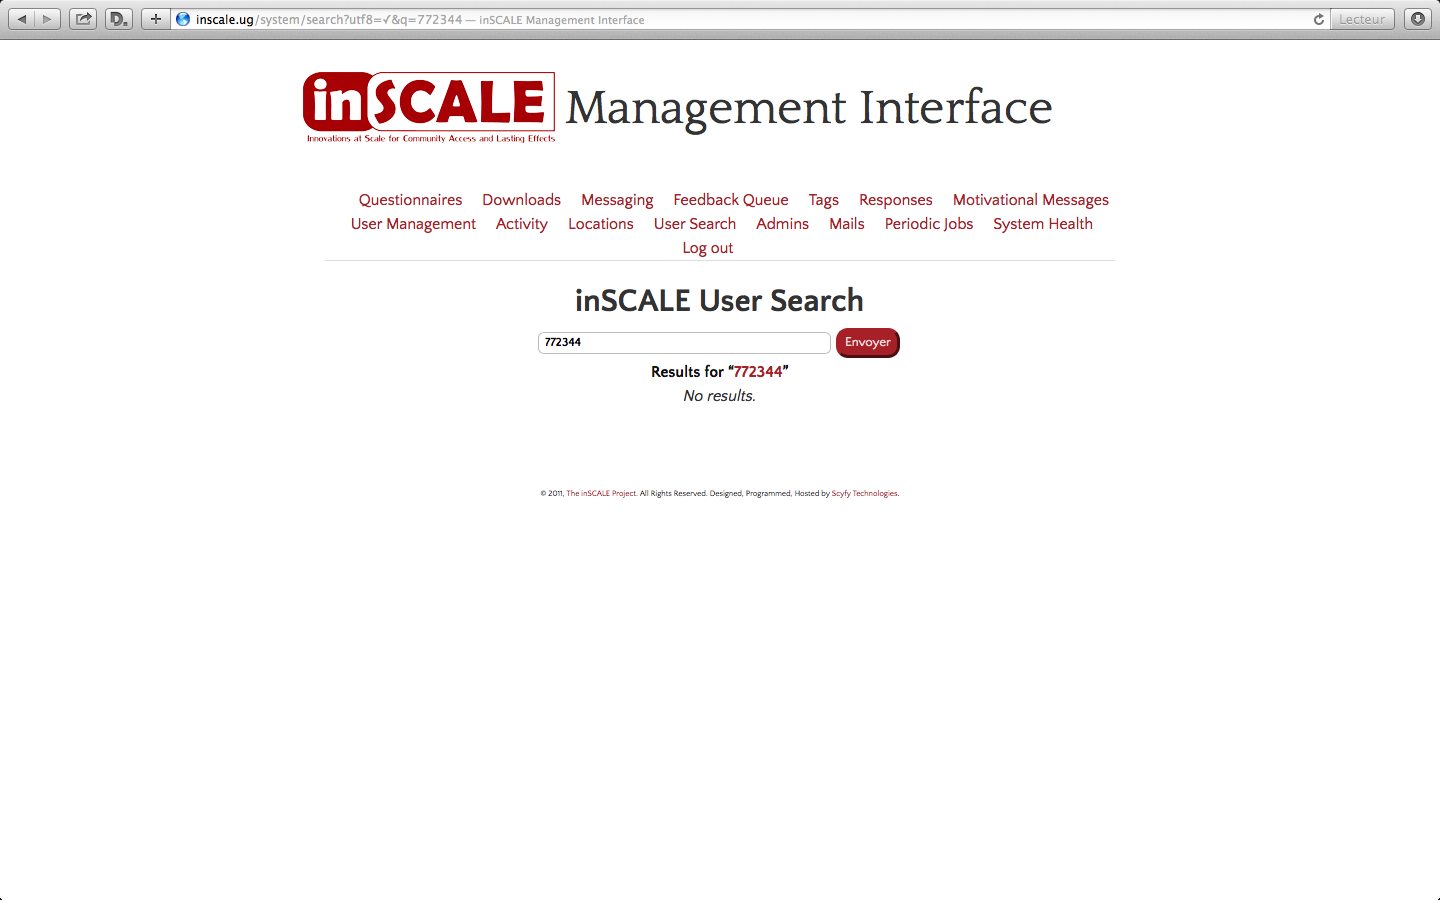 inscale.ug/system/search?utf8=✓&q=772344 — inSCALE Management Interface
Lecteur
inSCALE
Innovations at Scale for Community Access and Lasting Effects
Management Interface
Questionnaires Downloads Messaging Feedback Queue Tags Responses Motivational Messages
User Management Activity Locations User Search Admins Mails Periodic Jobs System Health
Log out
inSCALE User Search
772344 Envoyer
Results for “772344”
No results.
© 2011, The inSCALE Project. All Rights Reserved. Designed, Programmed, Hosted by Scyfy Technologies.